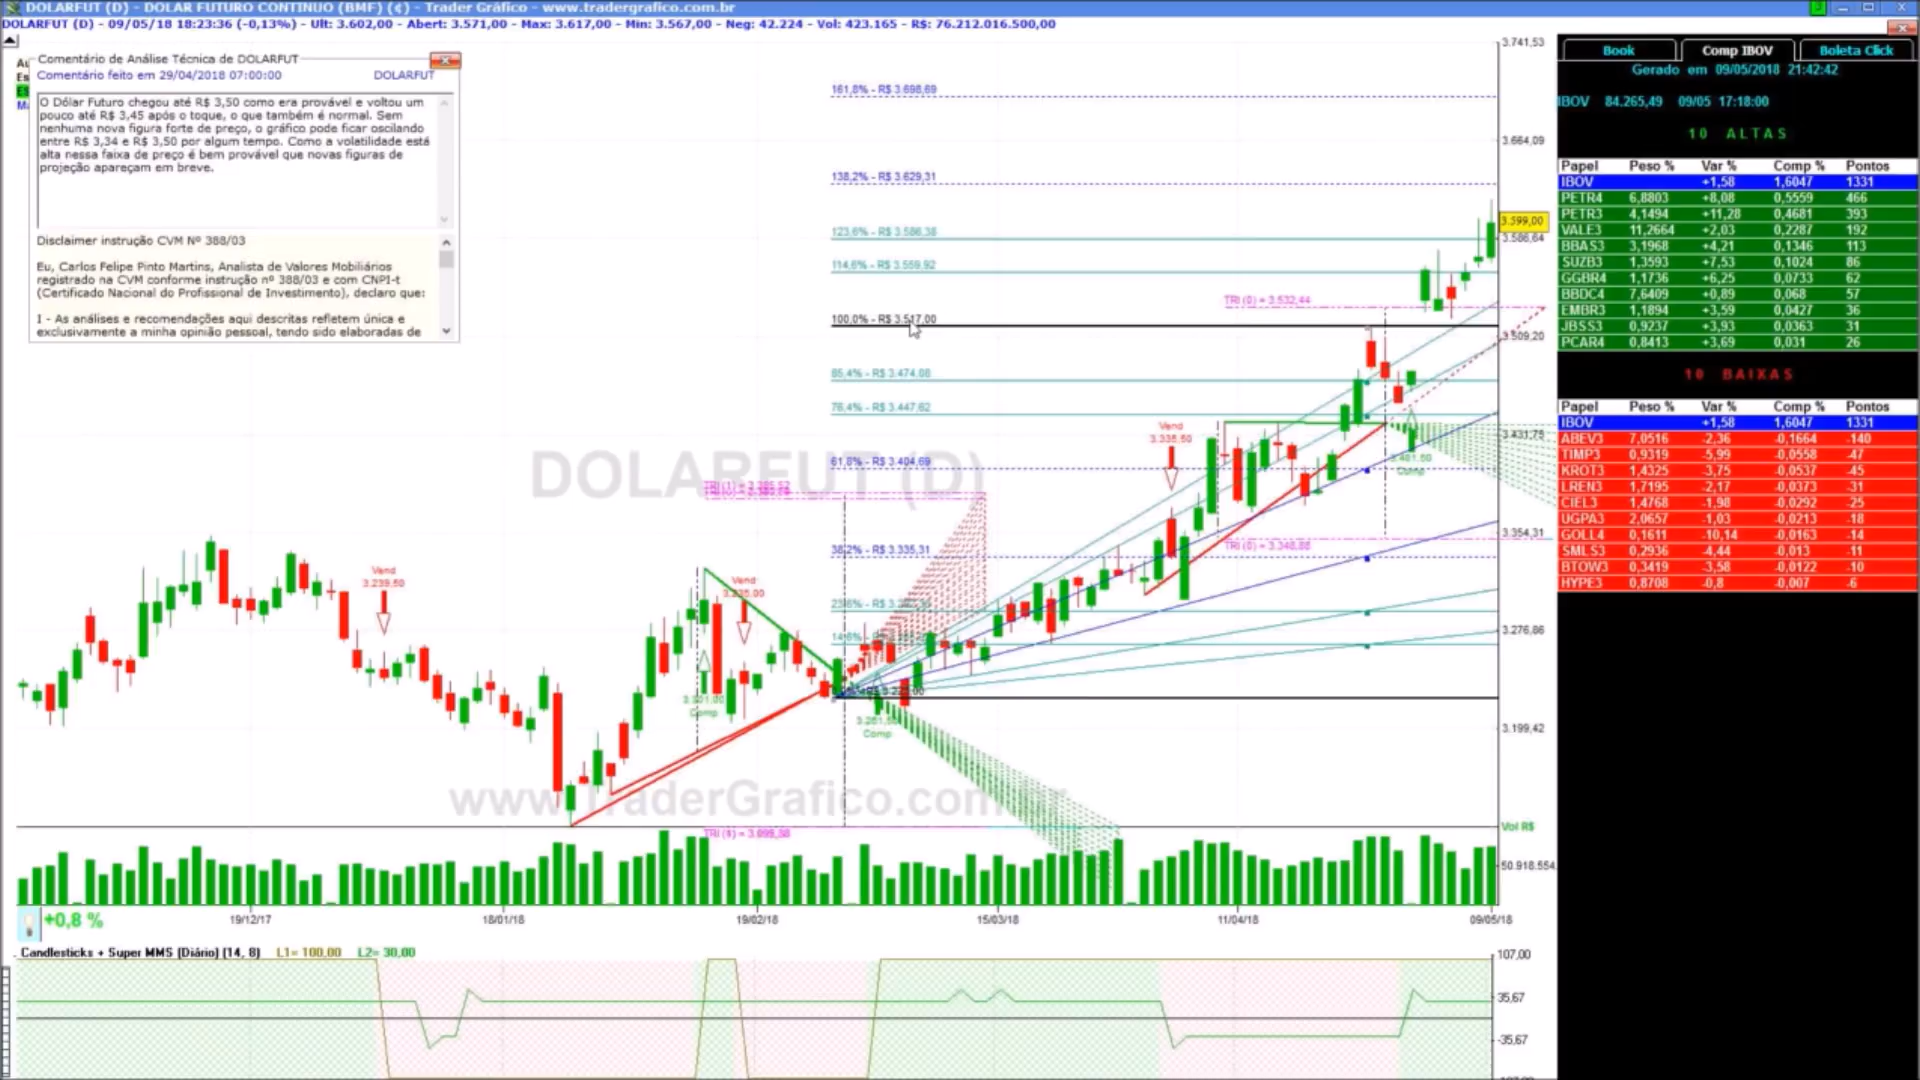 DOLARFUT (D) - DOLAR FUTURO CONTINUO (BMF) (¢) - Trader Gráfico - www.tradergrafico.com.br
DOLARFUT (D) - 09/05/18 18:23:36 (-0,13%) - Ult: 3.602,00 - Abert: 3.571,00 - Max: 3.617,00 - Min: 3.567,00 - Neg: 42.224 - Vol: 423.165 - R$: 76.212.016.500,00
Comentário de Análise Técnica de DOLARFUT
Comentário feito em 29/04/2018 07:00:00 DOLARFUT
O Dólar Futuro chegou até R$ 3,50 como era provável e voltou um
pouco até R$ 3,45 após o toque, o que também é normal. Sem
nenhuma nova figura forte de preço, o gráfico pode ficar oscilando
entre R$ 3,34 e R$ 3,50 por algum tempo. Como a volatilidade está
alta nessa faixa de preço é bem provável que novas figuras de
projeção apareçam em breve.
Disclaimer instrução CVM Nº 388/03
Eu, Carlos Felipe Pinto Martins, Analista de Valores Mobiliários
registrado na CVM conforme instrução nº 388/03 e com CNPI-t
(Certificado Nacional do Profissional de Investimento), declaro que:
I - As análises e recomendações aqui descritas refletem única e
exclusivamente a minha opinião pessoal, tendo sido elaboradas de
161,8% - R$ 3.698,69
138,2% - R$ 3.629,31
123,6% - R$ 3.586,38
114,6% - R$ 3.559,92
TRI (0) = 3.532,44
100,0% - R$ 3.517,00
85,4% - R$ 3.474,08
76,4% - R$ 3.447,62
61,8% - R$ 3.404,69
38,2% - R$ 3.335,31
TRI (0) = 3.348,88
Vend
3.239,50
Vend
3.235,00
Vend
3.335,50
Comp
Comp
Comp
DOLARFUT (D)
www.TraderGrafico.com.br
3.741,53
3.664,09
3.599,00
3.586,64
3.509,20
3.431,75
3.354,31
3.276,86
3.199,42
Vol R$
50.918.554
+0,8 %
19/12/17 18/01/18 19/02/18 15/03/18 11/04/18 09/05/18
Candlesticks + Super MMS (Diário) (14, 8) L1= 100,00 L2= 30,00
107,00
35,67
-35,67
Book Comp IBOV Boleta Click
Gerado em 09/05/2018 21:42:42
IBOV 84.265,49 09/05 17:18:00
10 ALTAS
Papel Peso % Var % Comp % Pontos
IBOV +1,58 1,6047 1331
PETR4 6,8803 +8,08 0,5559 466
PETR3 4,1494 +11,28 0,4681 393
VALE3 11,2664 +2,03 0,2287 192
BBAS3 3,1968 +4,21 0,1346 113
SUZB3 1,3593 +7,53 0,1024 86
GGBR4 1,1736 +6,25 0,0733 62
BBDC4 7,6409 +0,89 0,068 57
EMBR3 1,1894 +3,59 0,0427 36
JBSS3 0,9237 +3,93 0,0363 31
PCAR4 0,8413 +3,69 0,031 26
10 BAIXAS
Papel Peso % Var % Comp % Pontos
IBOV +1,58 1,6047 1331
ABEV3 7,0516 -2,36 -0,1664 -140
TIMP3 0,9319 -5,99 -0,0558 -47
KROT3 1,4325 -3,75 -0,0537 -45
LREN3 1,7195 -2,17 -0,0373 -31
CIEL3 1,4768 -1,98 -0,0292 -25
UGPA3 2,0657 -1,03 -0,0213 -18
GOLL4 0,1611 -10,14 -0,0163 -14
SMLS3 0,2936 -4,44 -0,013 -11
BTOW3 0,3419 -3,58 -0,0122 -10
HYPE3 0,8708 -0,8 -0,007 -6